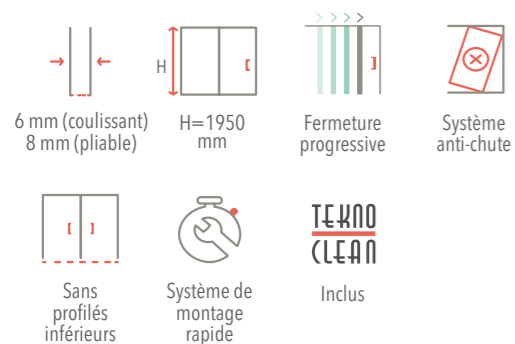 H
6 mm (coulissant)
8 mm (pliable)
H=1950
mm
Fermeture
progressive
Système
anti-chute
Sans
profilés
inférieurs
Système de
montage
rapide
TEKNO
CLEAN
Inclus